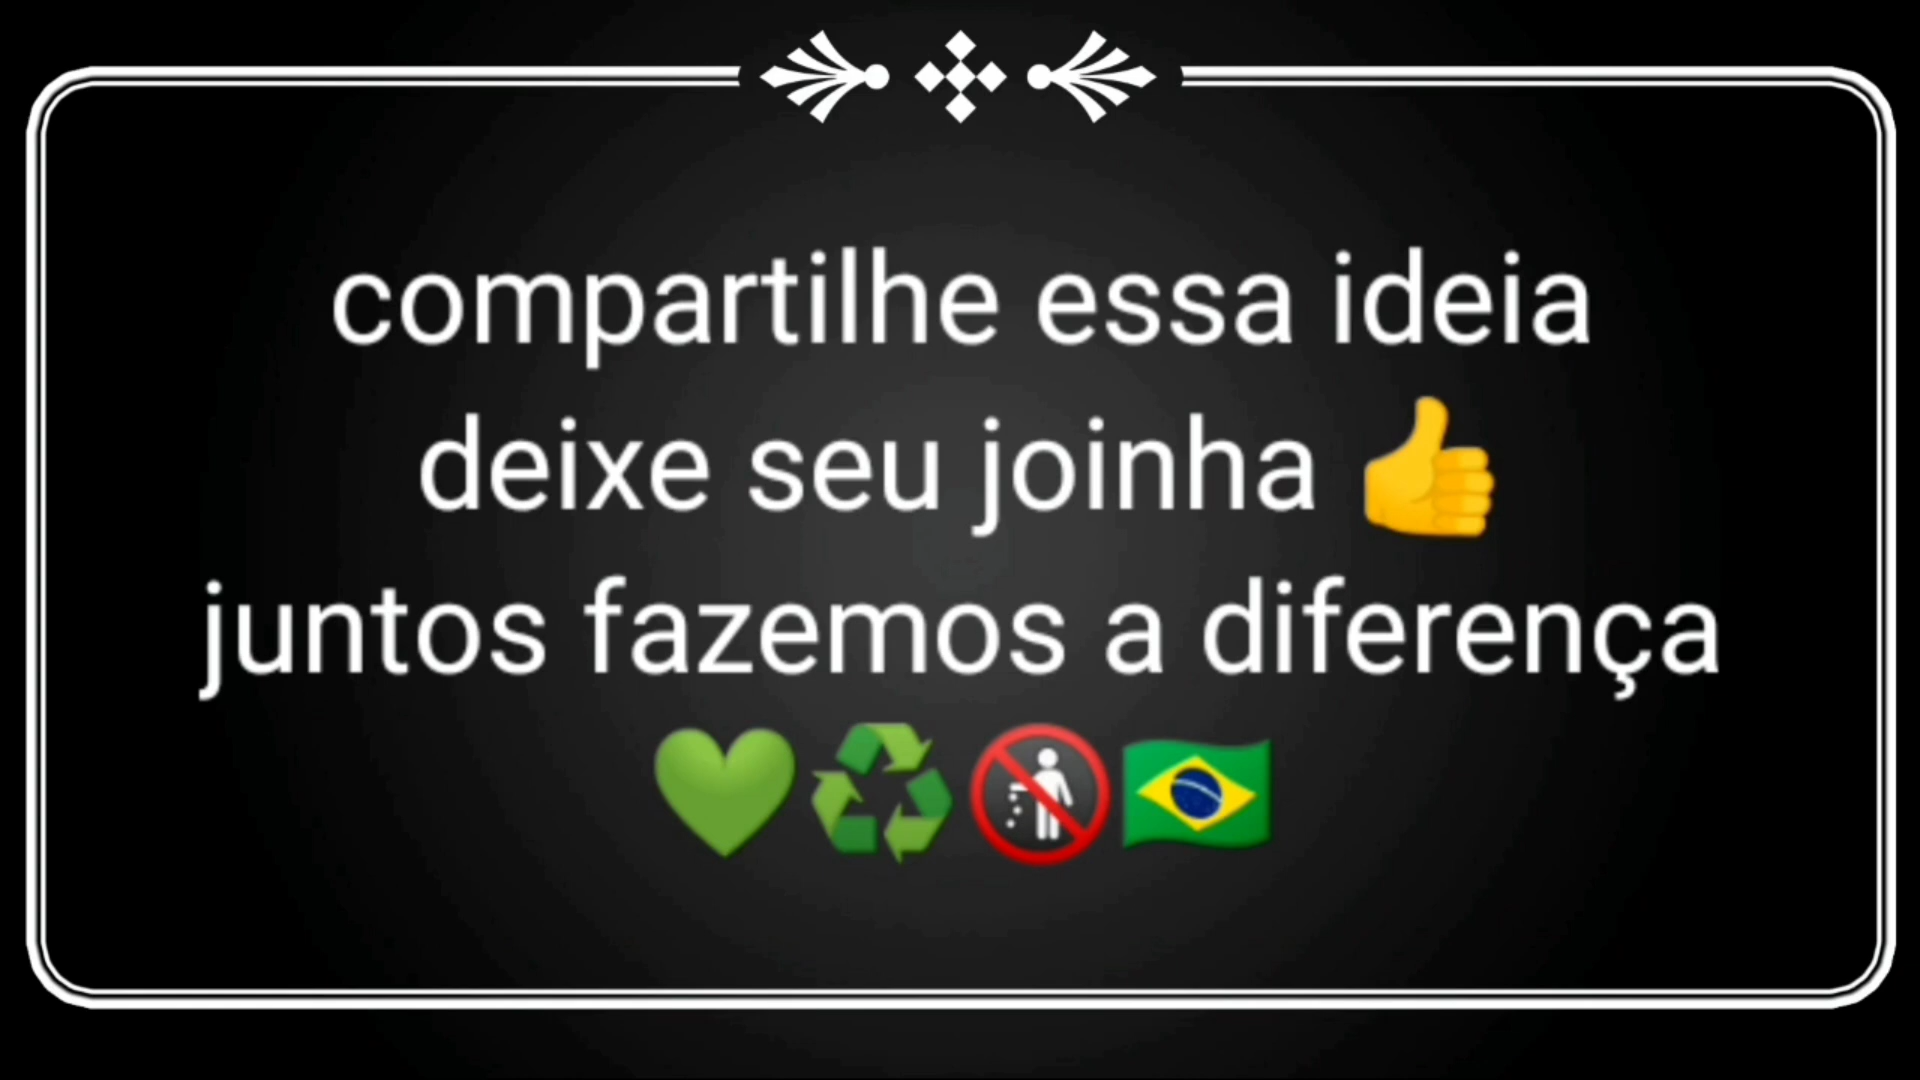 compartilhe essa ideia
deixe seu joinha 👍
juntos fazemos a diferença
💚♻️🚯🇧🇷